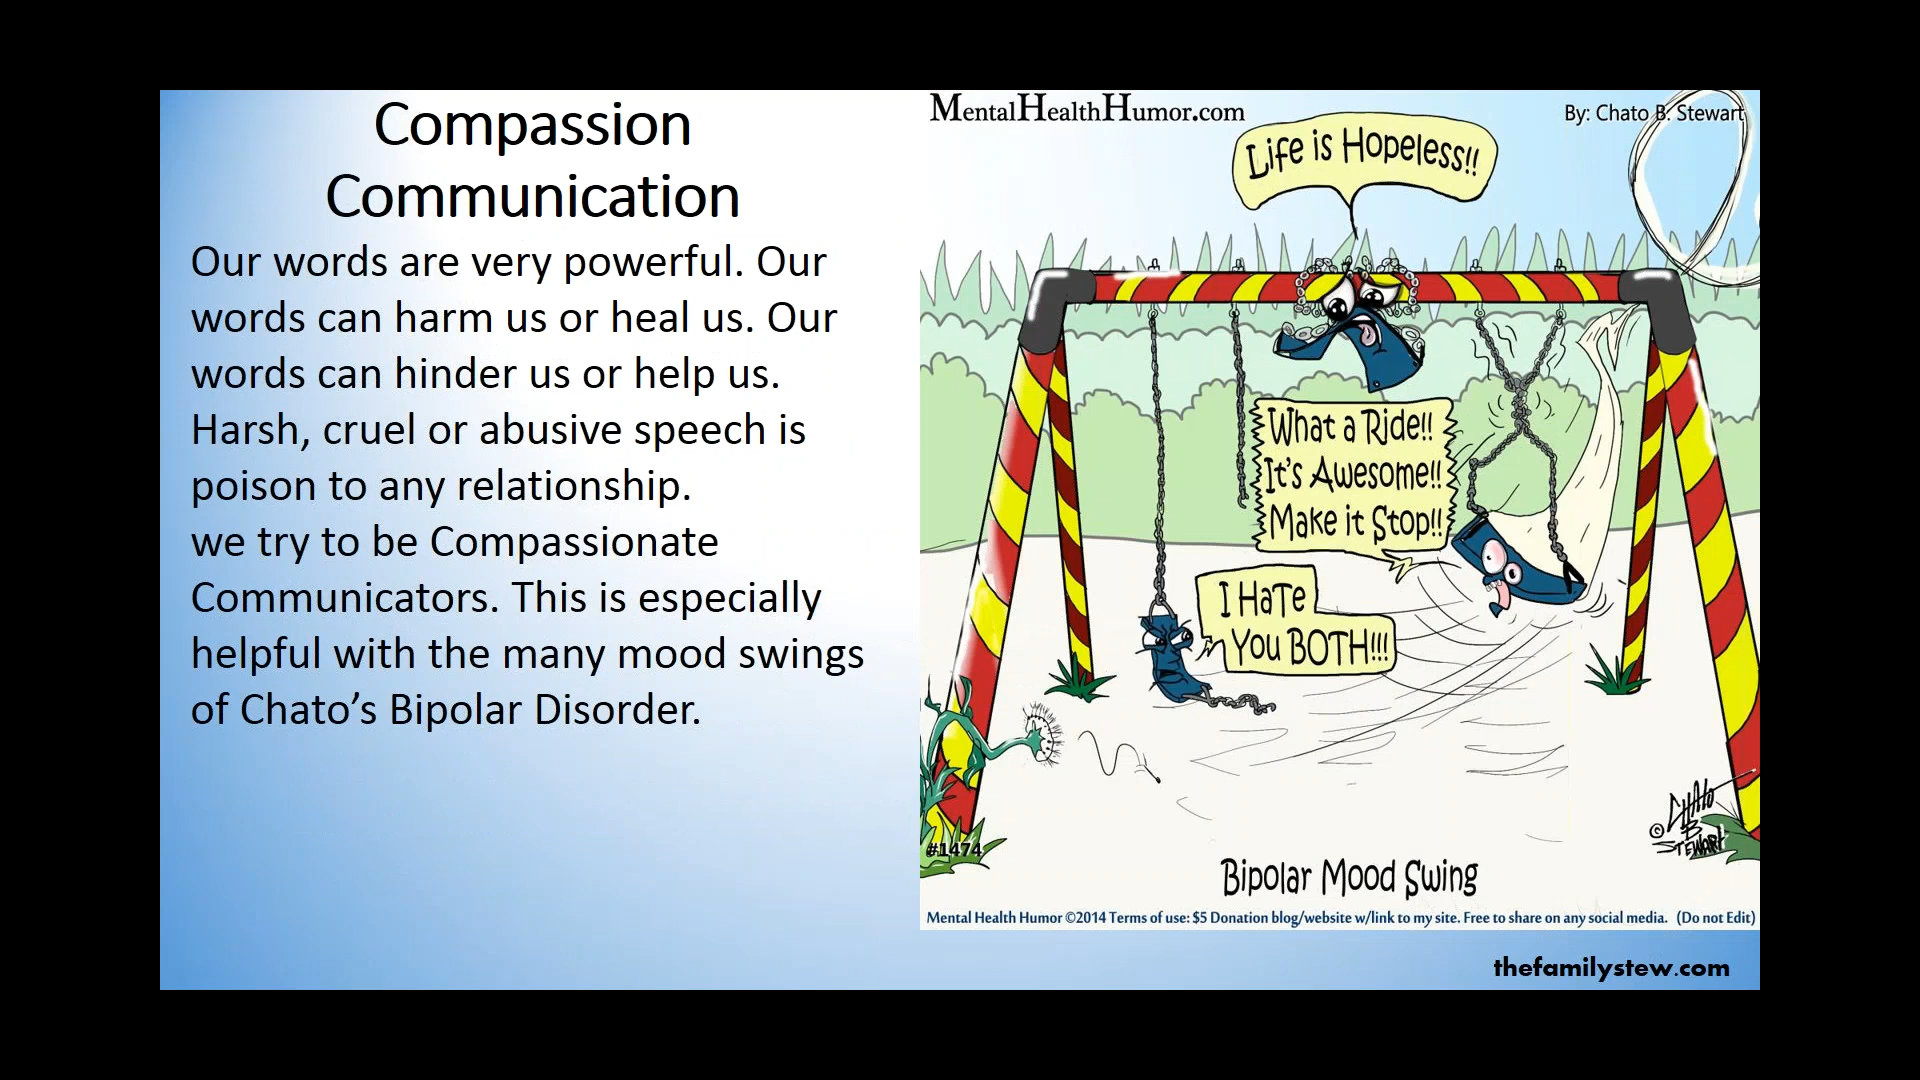 Compassion
Communication
Our words are very powerful. Our
words can harm us or heal us. Our
words can hinder us or help us.
Harsh, cruel or abusive speech is
poison to any relationship.
we try to be Compassionate
Communicators. This is especially
helpful with the many mood swings
of Chato’s Bipolar Disorder.
MentalHealthHumor.com
By: Chato B. Stewart
Life is Hopeless!!
What a Ride!!
It's Awesome!!
Make it Stop!!
I HaTe
You BOTH!!!
#1474
© CHAto
B
STEWART
Bipolar Mood Swing
Mental Health Humor ©2014 Terms of use: $5 Donation blog/website w/link to my site. Free to share on any social media. (Do not Edit)
thefamilystew.com